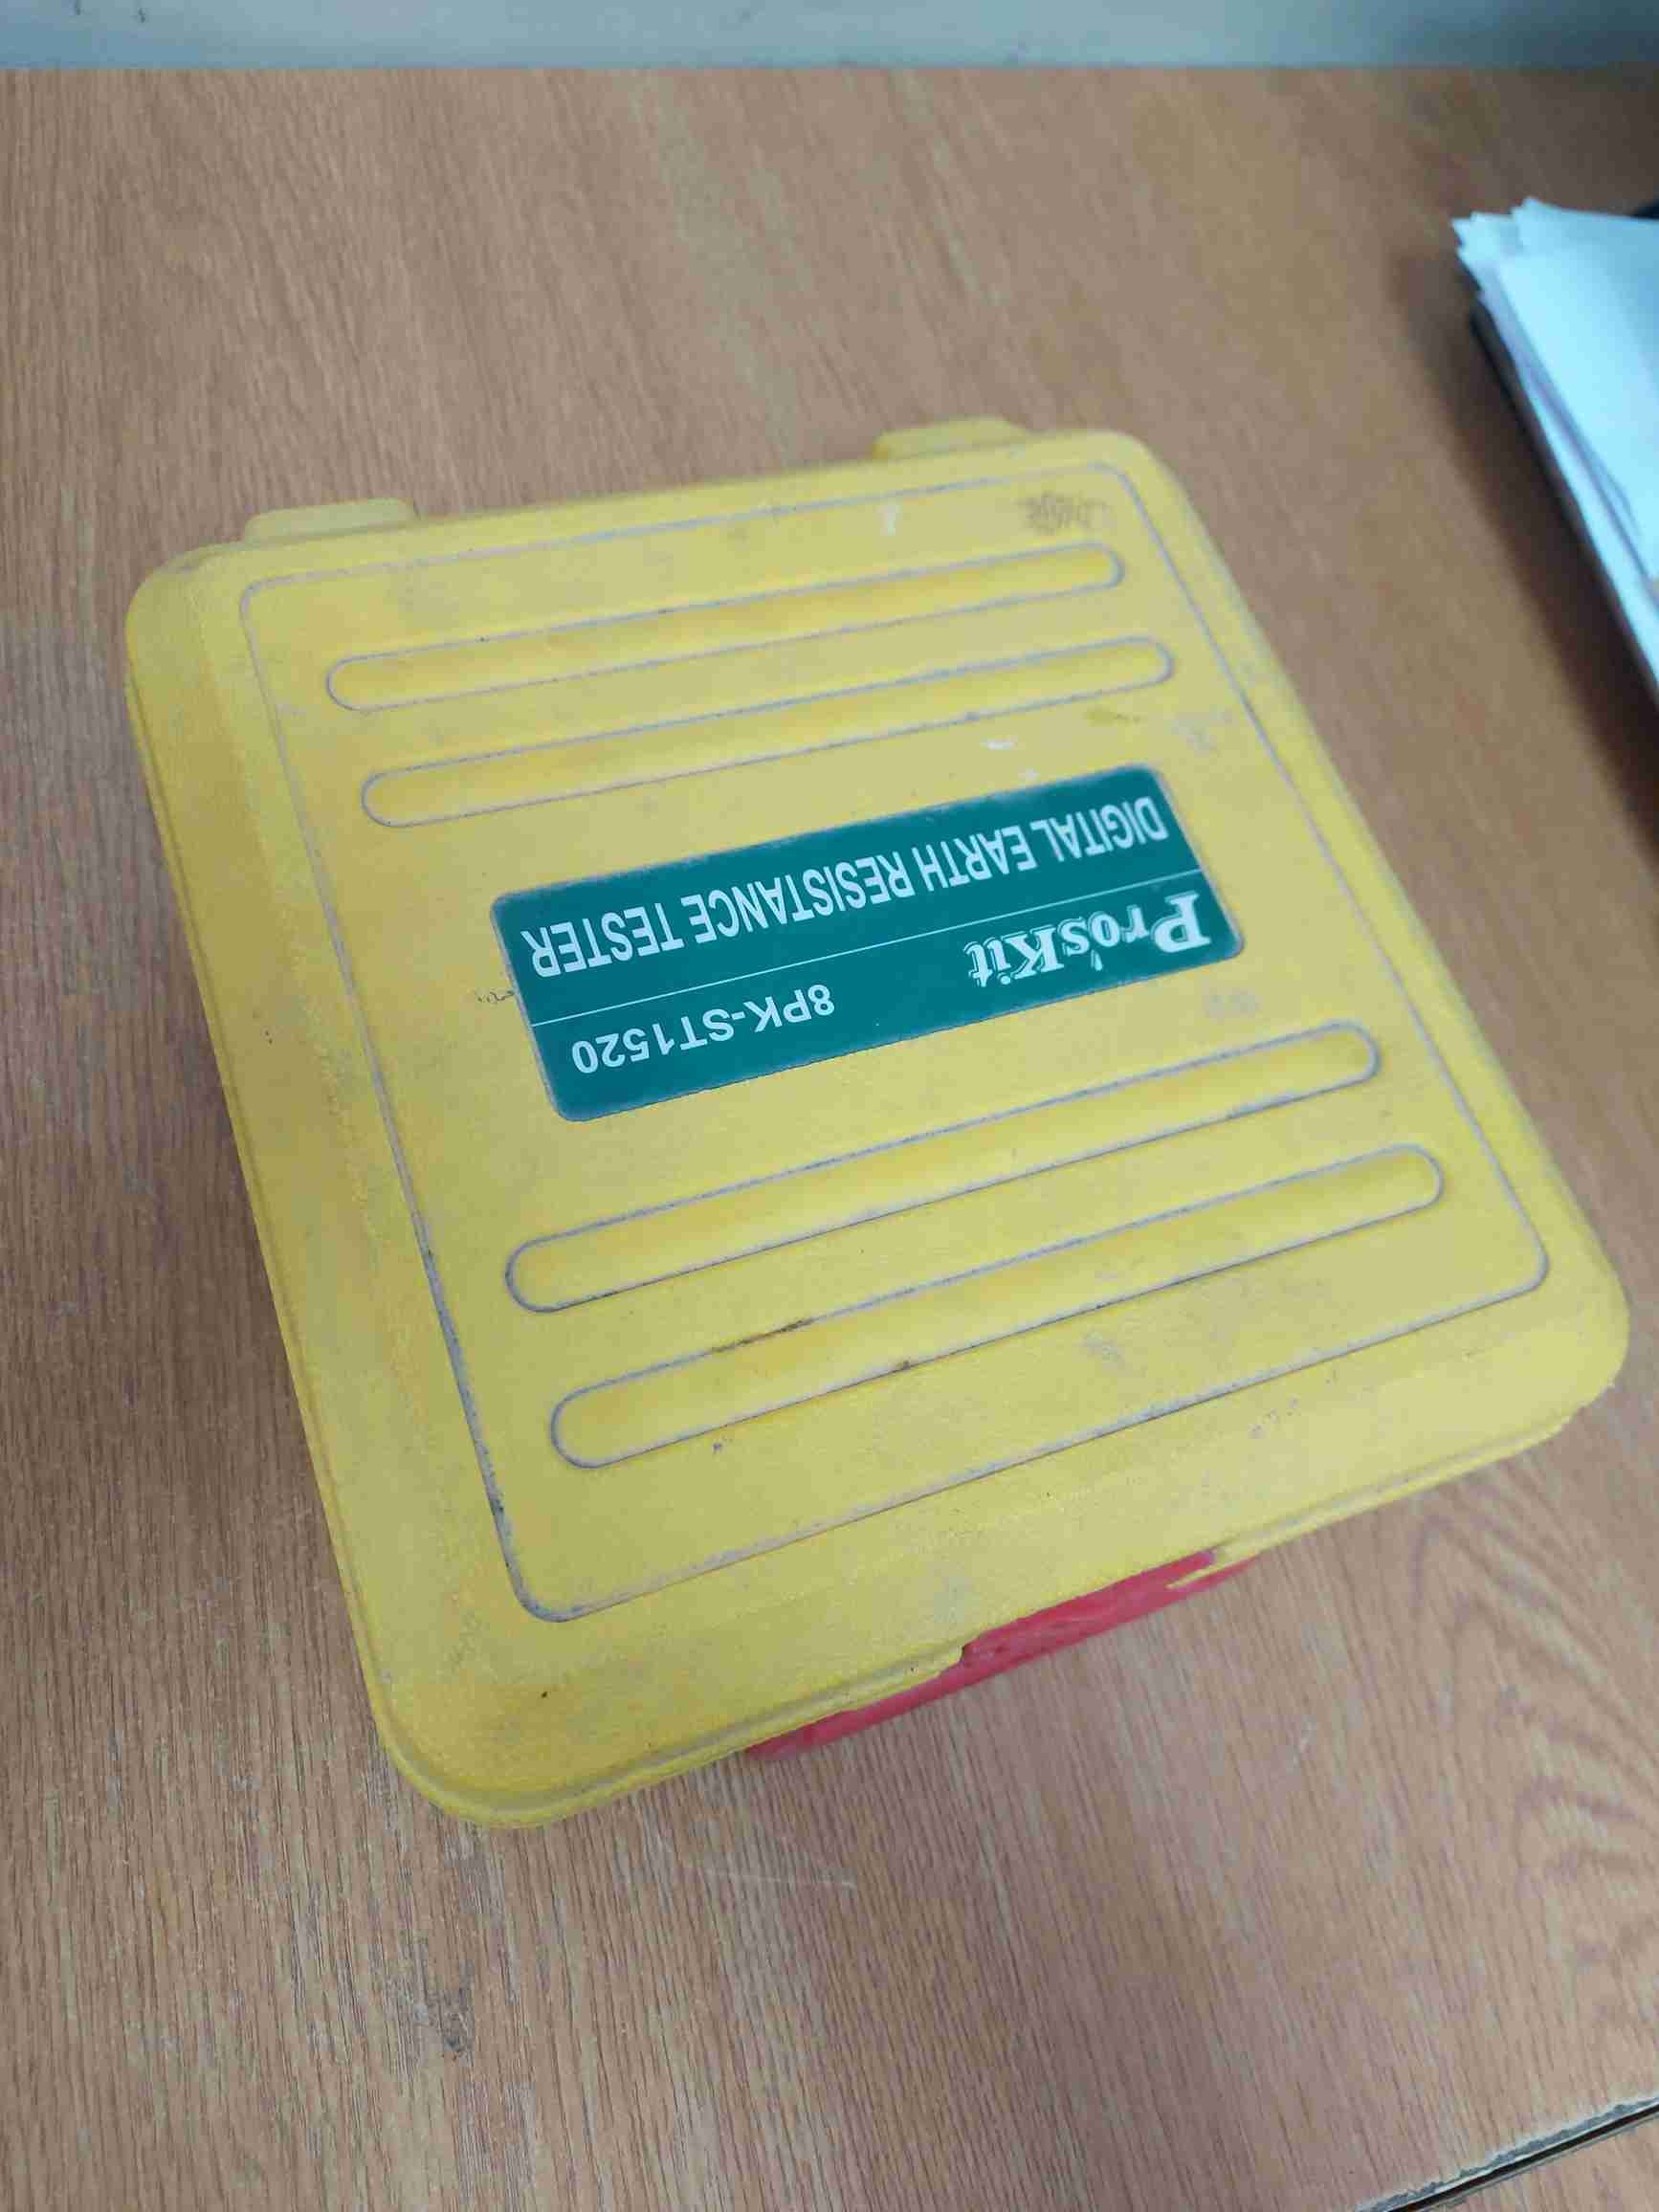 Pro'sKit 8PK-ST1520
DIGITAL EARTH RESISTANCE TESTER